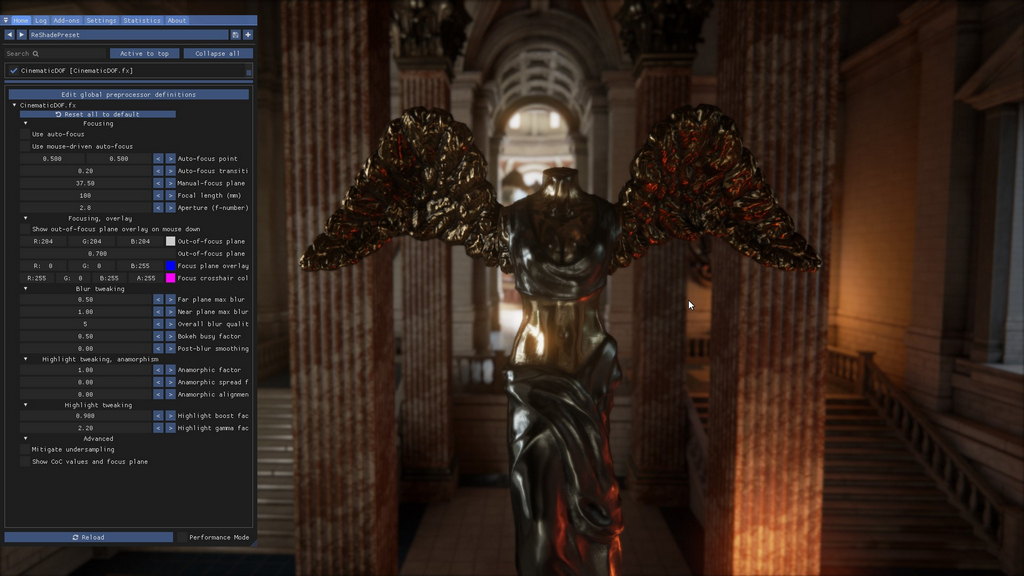 Home Log Add-ons Settings Statistics About
ReShadePreset
Search Active to top Collapse all
CinematicDOF [CinematicDOF.fx]
Edit global preprocessor definitions
CinematicDOF.fx
Reset all to default
Focusing
Use auto-focus
Use mouse-driven auto-focus
0.500 0.500 < > Auto-focus point
0.20 < > Auto-focus transiti
37.50 < > Manual-focus plane
100 < > Focal length (mm)
2.8 < > Aperture (f-number)
Focusing, overlay
Show out-of-focus plane overlay on mouse down
R:204 G:204 B:204 Out-of-focus plane
0.700 Out-of-focus plane
R: 0 G: 0 B:255 Focus plane overlay
R:255 G: 0 B:255 A:255 Focus crosshair col
Blur tweaking
0.50 < > Far plane max blur
1.00 < > Near plane max blur
5 < > Overall blur qualit
0.50 < > Bokeh busy factor
0.00 < > Post-blur smoothing
Highlight tweaking, anamorphism
1.00 < > Anamorphic factor
0.00 < > Anamorphic spread f
0.00 < > Anamorphic alignmen
Highlight tweaking
0.980 < > Highlight boost fac
2.20 < > Highlight gamma fac
Advanced
Mitigate undersampling
Show CoC values and focus plane
Reload Performance Mode